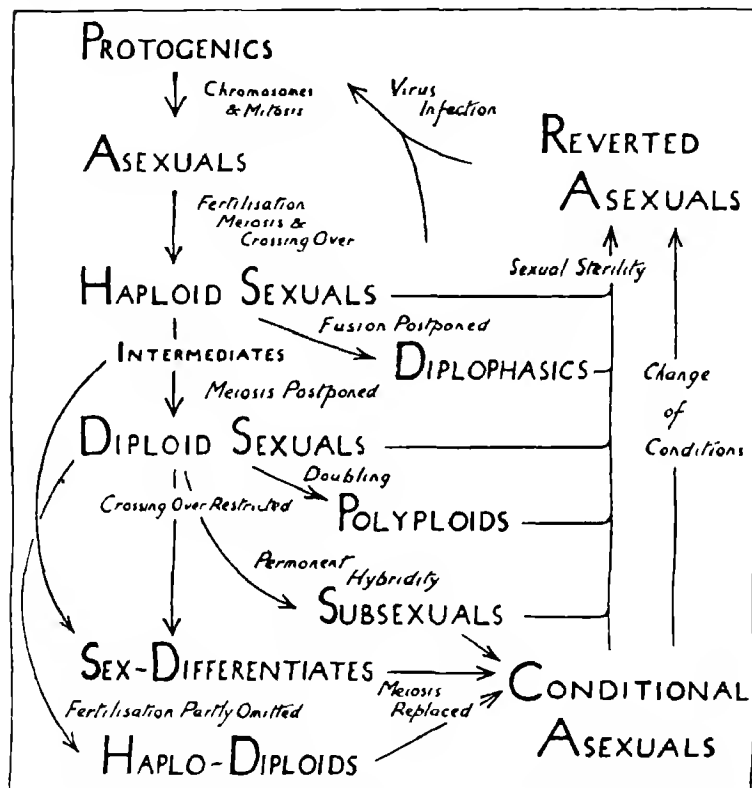 PROTOGENICS
Chromosomes
& Mitosis
Virus
Infection
ASEXUALS
REVERTED
ASEXUALS
Fertilisation
Meiosis &
Crossing Over
Sexual Sterility
HAPLOID SEXUALS
Fusion Postponed
INTERMEDIATES
DIPLOPHASICS
Meiosis Postponed
Change
of
Conditions
DIPLOID SEXUALS
Doubling
Crossing Over Restricted
POLYPLOIDS
Permanent
Hybridity
SUBSEXUALS
SEX-DIFFERENTIATES
Meiosis
Replaced
CONDITIONAL
ASEXUALS
Fertilisation Partly Omitted
HAPLO-DIPLOIDS